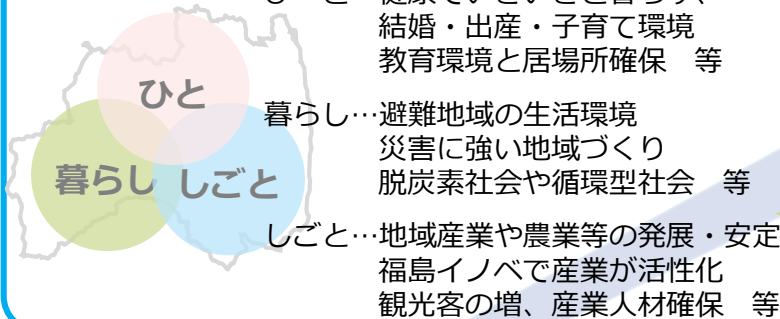 結婚・出産・子育て環境
教育環境と居場所確保 等
ひと
暮らし
しごと
暮らし…避難地域の生活環境
災害に強い地域づくり
脱炭素社会や循環型社会 等
しごと…地域産業や農業等の発展・安定
福島イノベで産業が活性化
観光客の増、産業人材確保 等